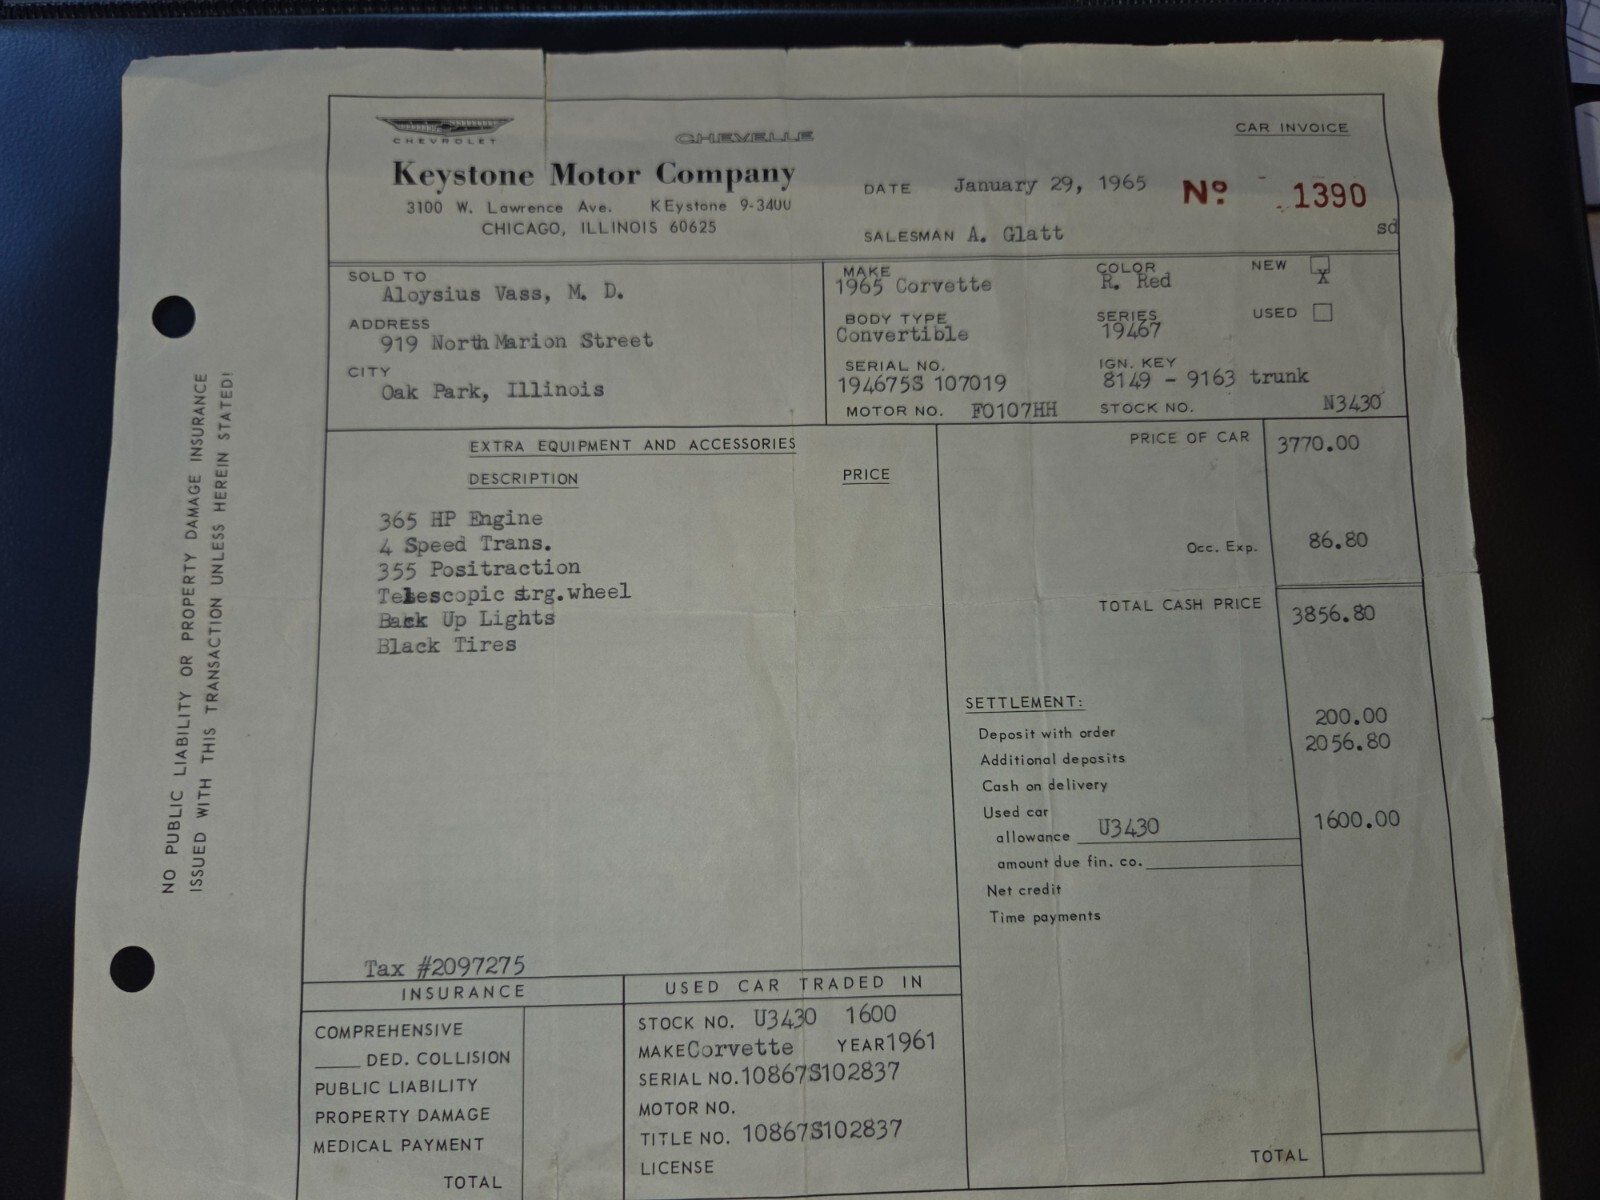 CHEVROLET
CHEVELLE
CAR INVOICE
Keystone Motor Company
3100 W. Lawrence Ave. KEystone 9-3400
CHICAGO, ILLINOIS 60625
DATE January 29, 1965 Nº 1390
SALESMAN A. Glatt sd
SOLD TO
Aloysius Vass, M. D.
ADDRESS
919 North Marion Street
CITY
Oak Park, Illinois
MAKE
1965 Corvette
COLOR
R. Red
NEW X
BODY TYPE
Convertible
SERIES
19467
USED
SERIAL NO.
194675S 107019
IGN. KEY
8149 - 9163 trunk
MOTOR NO. F0107HH
STOCK NO. N3430
EXTRA EQUIPMENT AND ACCESSORIES
DESCRIPTION PRICE
365 HP Engine
4 Speed Trans.
355 Positraction
Telescopic strg.wheel
Back Up Lights
Black Tires
Tax #2097275
PRICE OF CAR 3770.00
Occ. Exp. 86.80
TOTAL CASH PRICE 3856.80
SETTLEMENT:
Deposit with order 200.00
Additional deposits 2056.80
Cash on delivery
Used car
allowance U3430 1600.00
amount due fin. co.
Net credit
Time payments
TOTAL
INSURANCE
COMPREHENSIVE
DED. COLLISION
PUBLIC LIABILITY
PROPERTY DAMAGE
MEDICAL PAYMENT
TOTAL
USED CAR TRADED IN
STOCK NO. U3430 1600
MAKE Corvette YEAR 1961
SERIAL NO. 10867S102837
MOTOR NO.
TITLE NO. 10867S102837
LICENSE
NO PUBLIC LIABILITY OR PROPERTY DAMAGE INSURANCE
ISSUED WITH THIS TRANSACTION UNLESS HEREIN STATED!